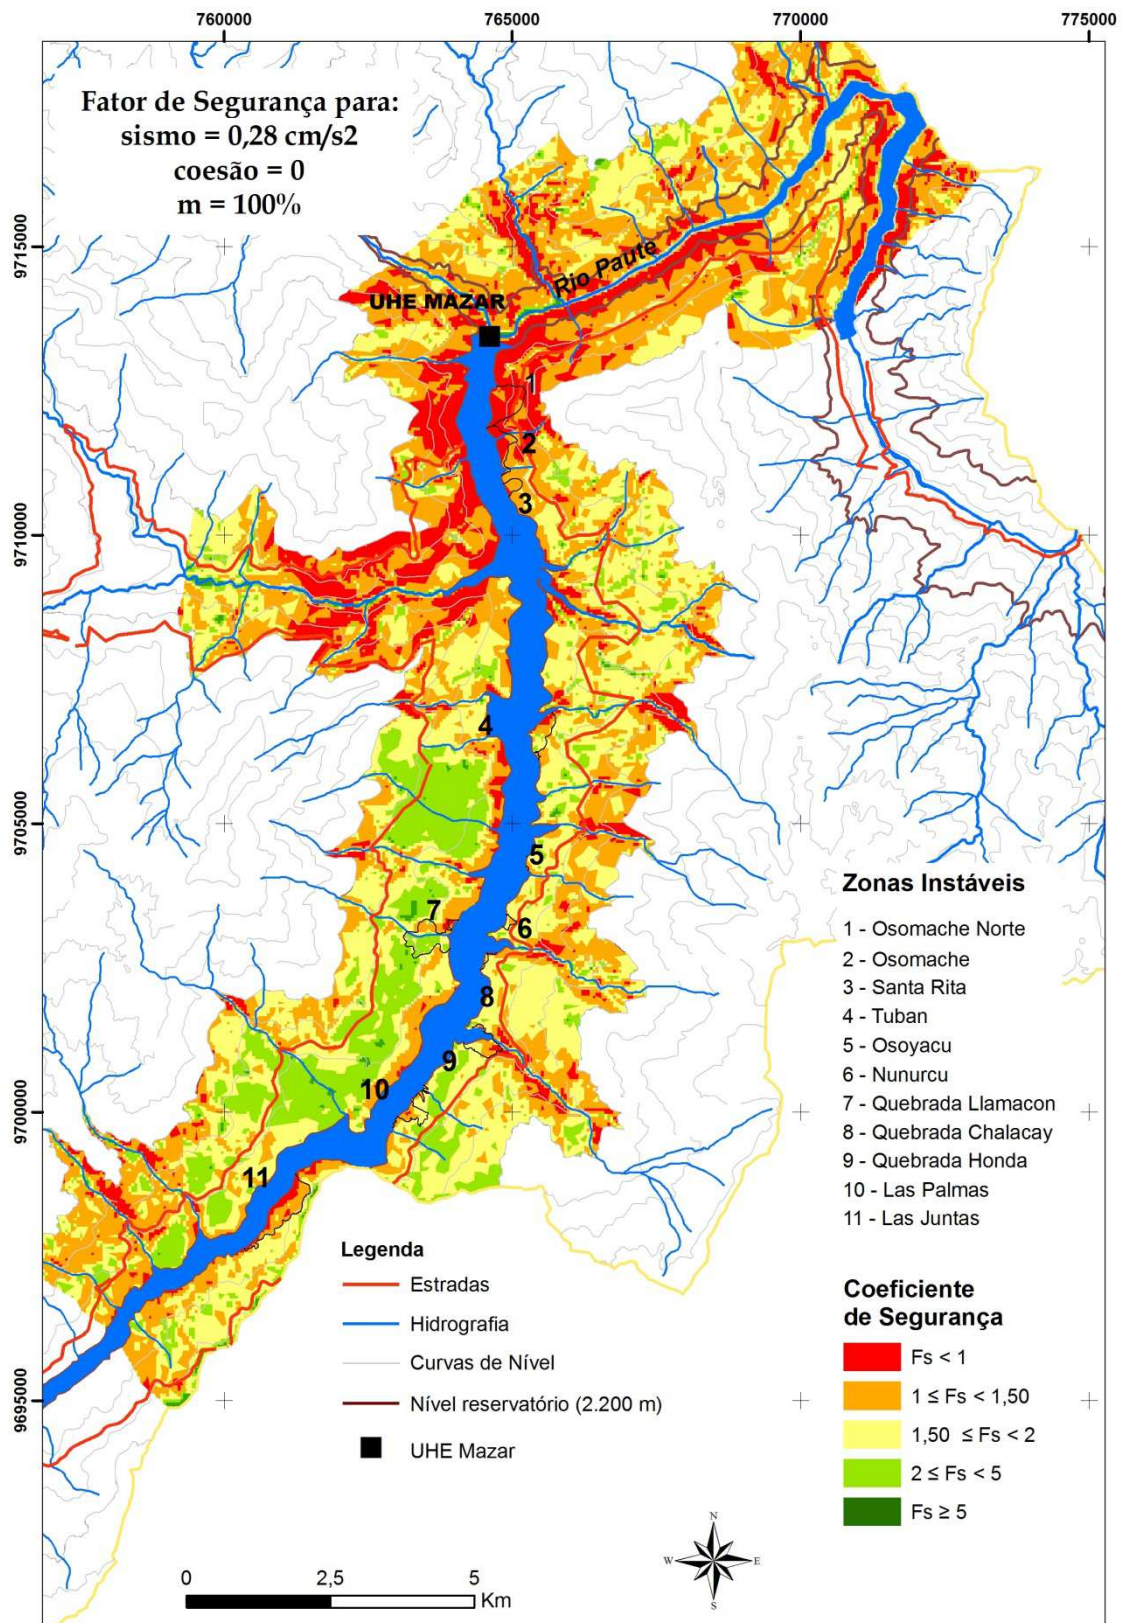 760000
765000
770000
775000
Fator de Segurança para:
sismo = 0,28 cm/s2
coesão = 0
m = 100%
9715000
9710000
9705000
9700000
9695000
Rio Paute
UHE MAZAR
1
2
3
4
5
7
6
8
9
10
11
Zonas Instáveis
1 - Osomache Norte
2 - Osomache
3 - Santa Rita
4 - Tuban
5 - Osoyacu
6 - Nunurcu
7 - Quebrada Llamacon
8 - Quebrada Chalacay
9 - Quebrada Honda
10 - Las Palmas
11 - Las Juntas
Legenda
Estradas
Hidrografia
Curvas de Nível
Nível reservatório (2.200 m)
UHE Mazar
Coeficiente
de Segurança
Fs < 1
1 ≤ Fs < 1,50
1,50 ≤ Fs < 2
2 ≤ Fs < 5
Fs ≥ 5
N
W E
S
0 2,5 5
Km